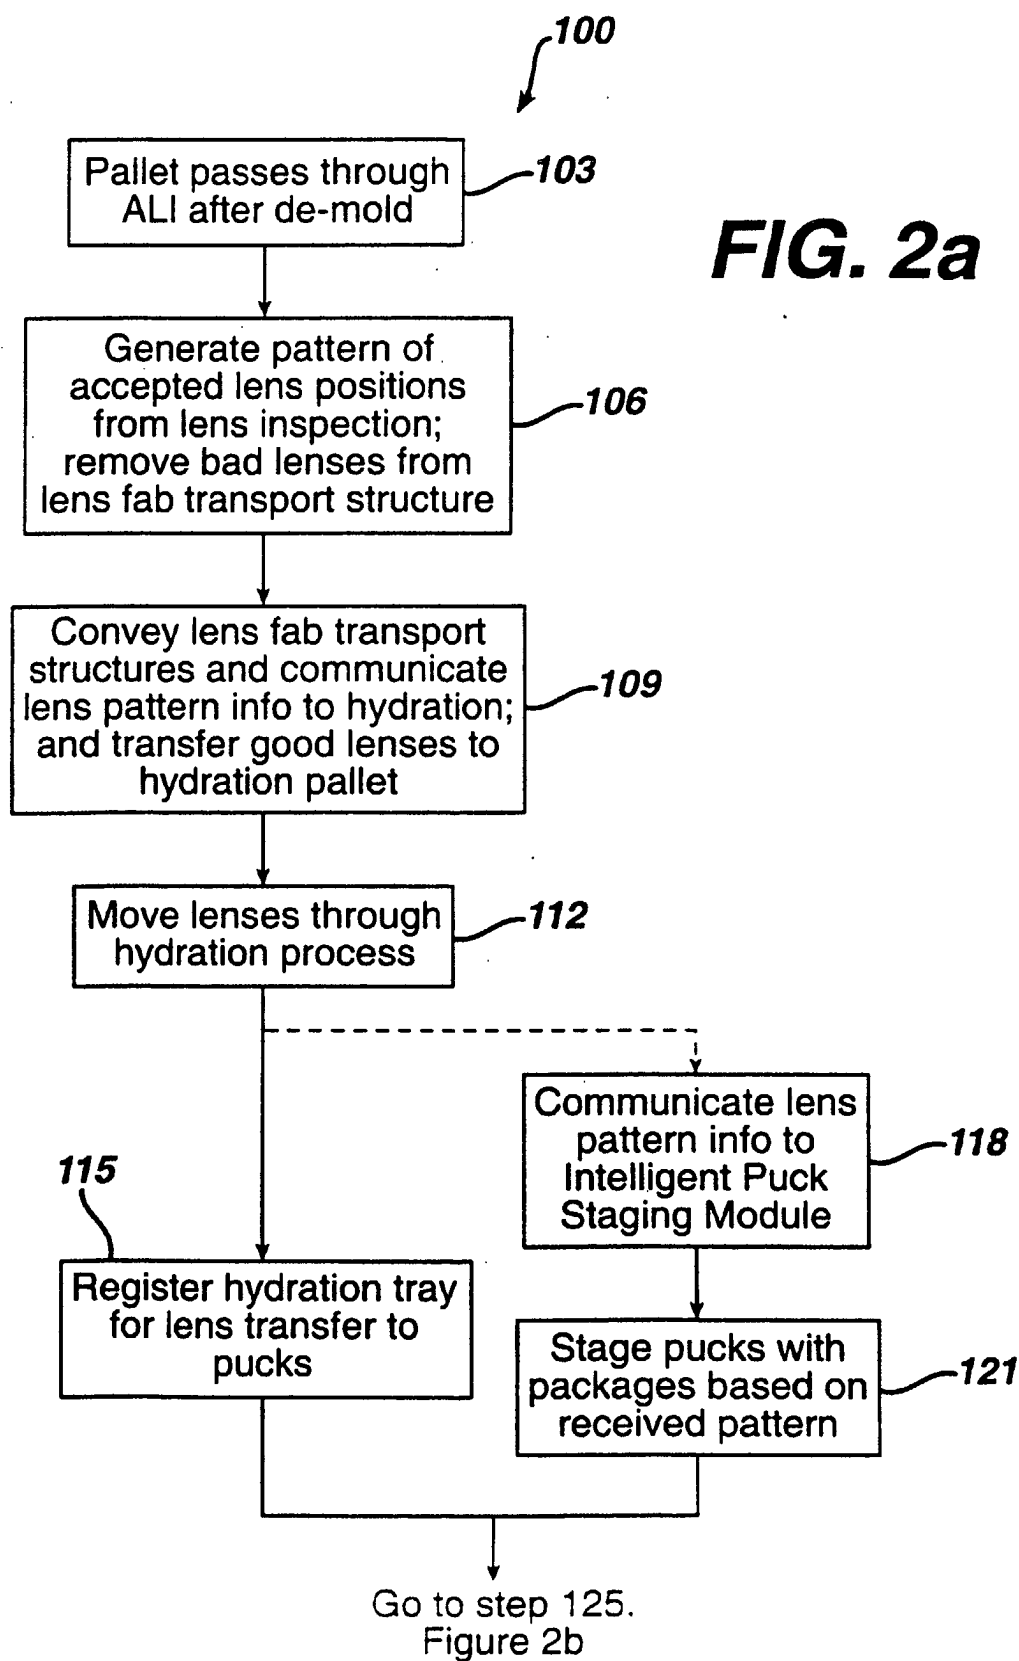 100
Pallet passes through
ALI after de-mold
103
FIG. 2a
Generate pattern of
accepted lens positions
from lens inspection;
remove bad lenses from
lens fab transport structure
106
Convey lens fab transport
structures and communicate
lens pattern info to hydration;
and transfer good lenses to
hydration pallet
109
Move lenses through
hydration process
112
Communicate lens
pattern info to
Intelligent Puck
Staging Module
118
115
Register hydration tray
for lens transfer to
pucks
Stage pucks with
packages based on
received pattern
121
Go to step 125.
Figure 2b